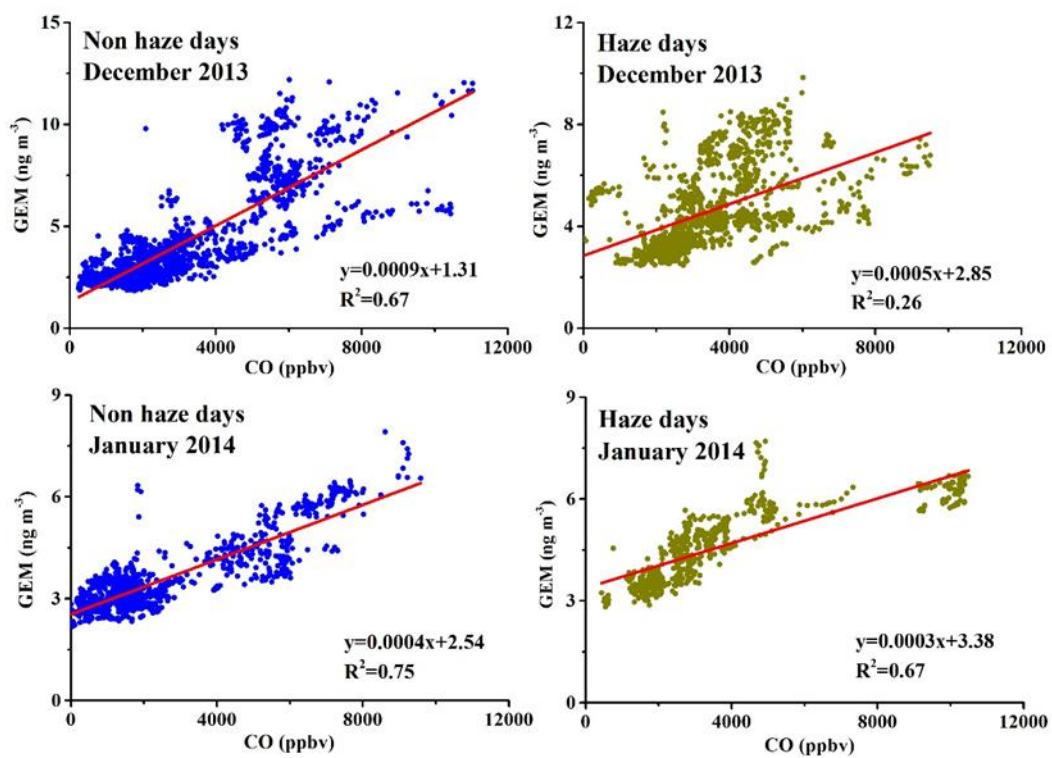 Non haze days
December 2013
15
10
5
0
GEM (ng m⁻³)
y=0.0009x+1.31
R²=0.67
0 4000 8000 12000
CO (ppbv)
Haze days
December 2013
12
8
4
0
GEM (ng m⁻³)
y=0.0005x+2.85
R²=0.26
0 4000 8000 12000
CO (ppbv)
Non haze days
January 2014
9
6
3
0
GEM (ng m⁻³)
y=0.0004x+2.54
R²=0.75
0 4000 8000 12000
CO (ppbv)
Haze days
January 2014
9
6
3
0
GEM (ng m⁻³)
y=0.0003x+3.38
R²=0.67
0 4000 8000 12000
CO (ppbv)